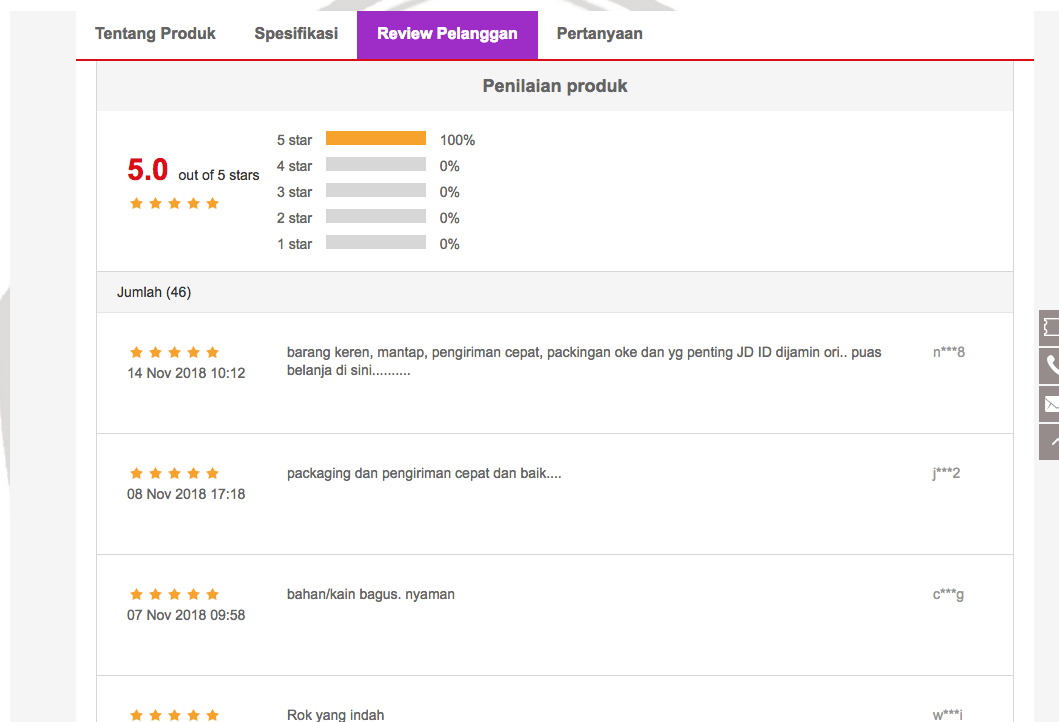 Tentang Produk Spesifikasi Review Pelanggan Pertanyaan
Penilaian produk
5 star 100%
4 star 0%
5.0 out of 5 stars
3 star 0%
2 star 0%
1 star 0%
Jumlah (46)
barang keren, mantap, pengiriman cepat, packingan oke dan yg penting JD ID dijamin ori.. puas n***8
14 Nov 2018 10:12 belanja di sini..........
packaging dan pengiriman cepat dan baik.... j***2
08 Nov 2018 17:18
bahan/kain bagus. nyaman c***g
07 Nov 2018 09:58
Rok yang indah w***i